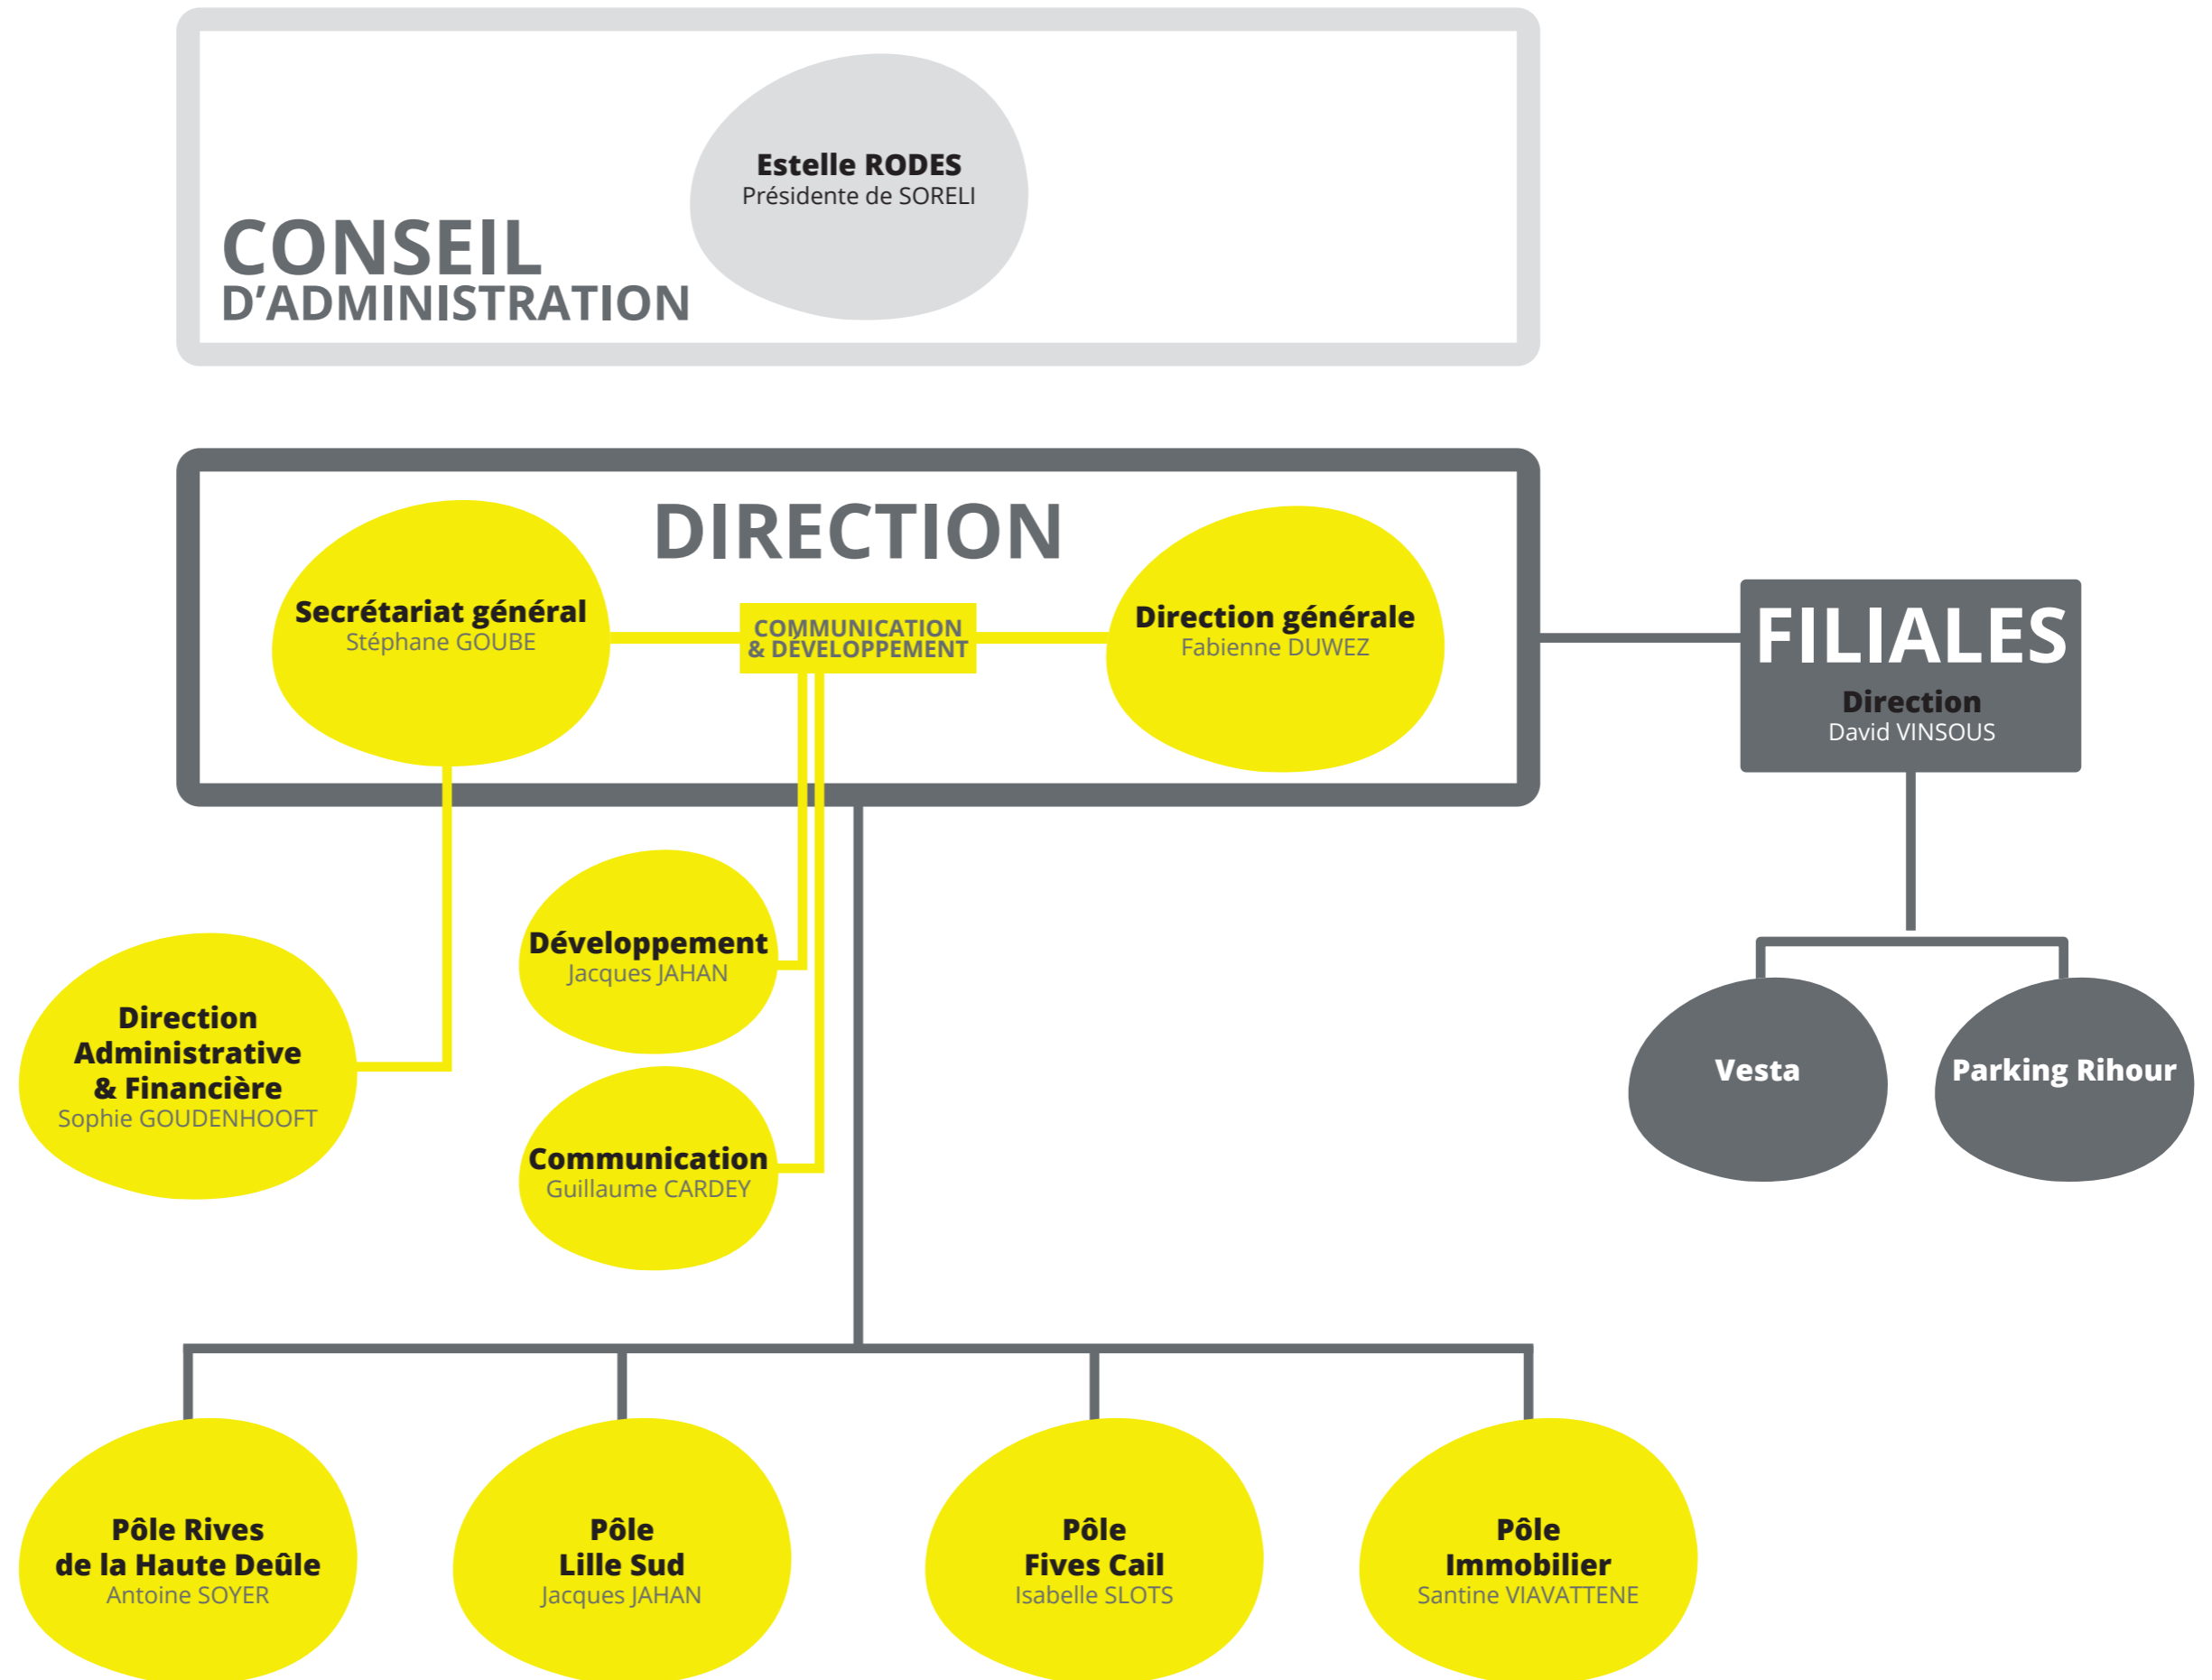 Estelle RODES
Présidente de SORELI
CONSEIL
D’ADMINISTRATION
DIRECTION
Secrétariat général
Stéphane GOUBE
COMMUNICATION
& DÉVELOPPEMENT
Direction générale
Fabienne DUWEZ
FILIALES
Direction
David VINSOUS
Développement
Jacques JAHAN
Direction
Administrative
& Financière
Sophie GOUDENHOOFT
Communication
Guillaume CARDEY
Vesta
Parking Rihour
Pôle Rives
de la Haute Deûle
Antoine SOYER
Pôle
Lille Sud
Jacques JAHAN
Pôle
Fives Cail
Isabelle SLOTS
Pôle
Immobilier
Santine VIAVATTENE